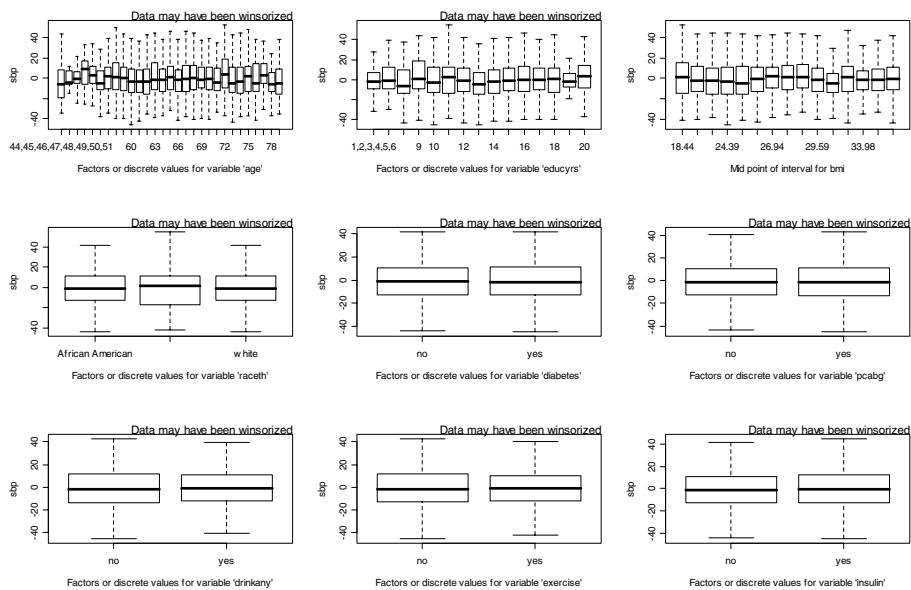 Data may have been winsorized
sbp
40
20
0
-40
44,45,46,47,48,49,50,51 60 63 66 69 72 75 78
Factors or discrete values for variable 'age'
Data may have been winsorized
sbp
40
20
0
-40
1,2,3,4,5,6 9 10 12 14 16 18 20
Factors or discrete values for variable 'educyrs'
Data may have been winsorized
sbp
40
20
0
-40
18.44 24.39 26.94 29.59 33.98
Mid point of interval for bmi
Data may have been winsorized
sbp
40
20
0
-40
African American white
Factors or discrete values for variable 'raceth'
Data may have been winsorized
sbp
40
20
0
-20
-40
no yes
Factors or discrete values for variable 'diabetes'
Data may have been winsorized
sbp
40
20
0
-20
-40
no yes
Factors or discrete values for variable 'pcabg'
Data may have been winsorized
sbp
40
20
0
-20
-40
no yes
Factors or discrete values for variable 'drinkany'
Data may have been winsorized
sbp
40
20
0
-20
-40
no yes
Factors or discrete values for variable 'exercise'
Data may have been winsorized
sbp
40
20
0
-20
-40
no yes
Factors or discrete values for variable 'insulin'